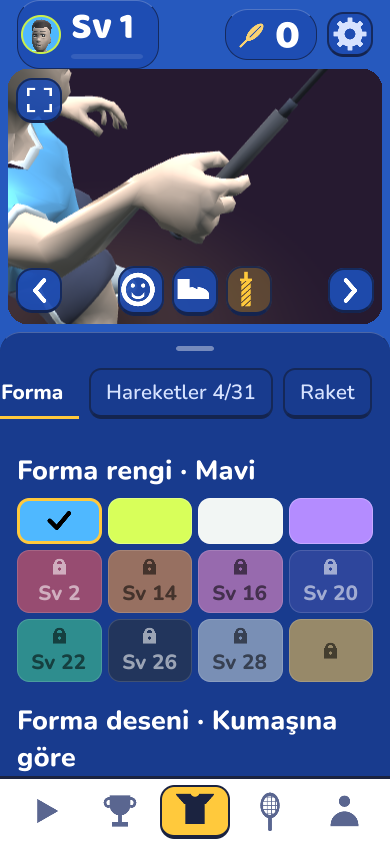 Sv 1
0
Forma
Hareketler 4/31
Raket
Forma rengi · Mavi
Sv 2
Sv 14
Sv 16
Sv 20
Sv 22
Sv 26
Sv 28
Forma deseni · Kumaşına
göre